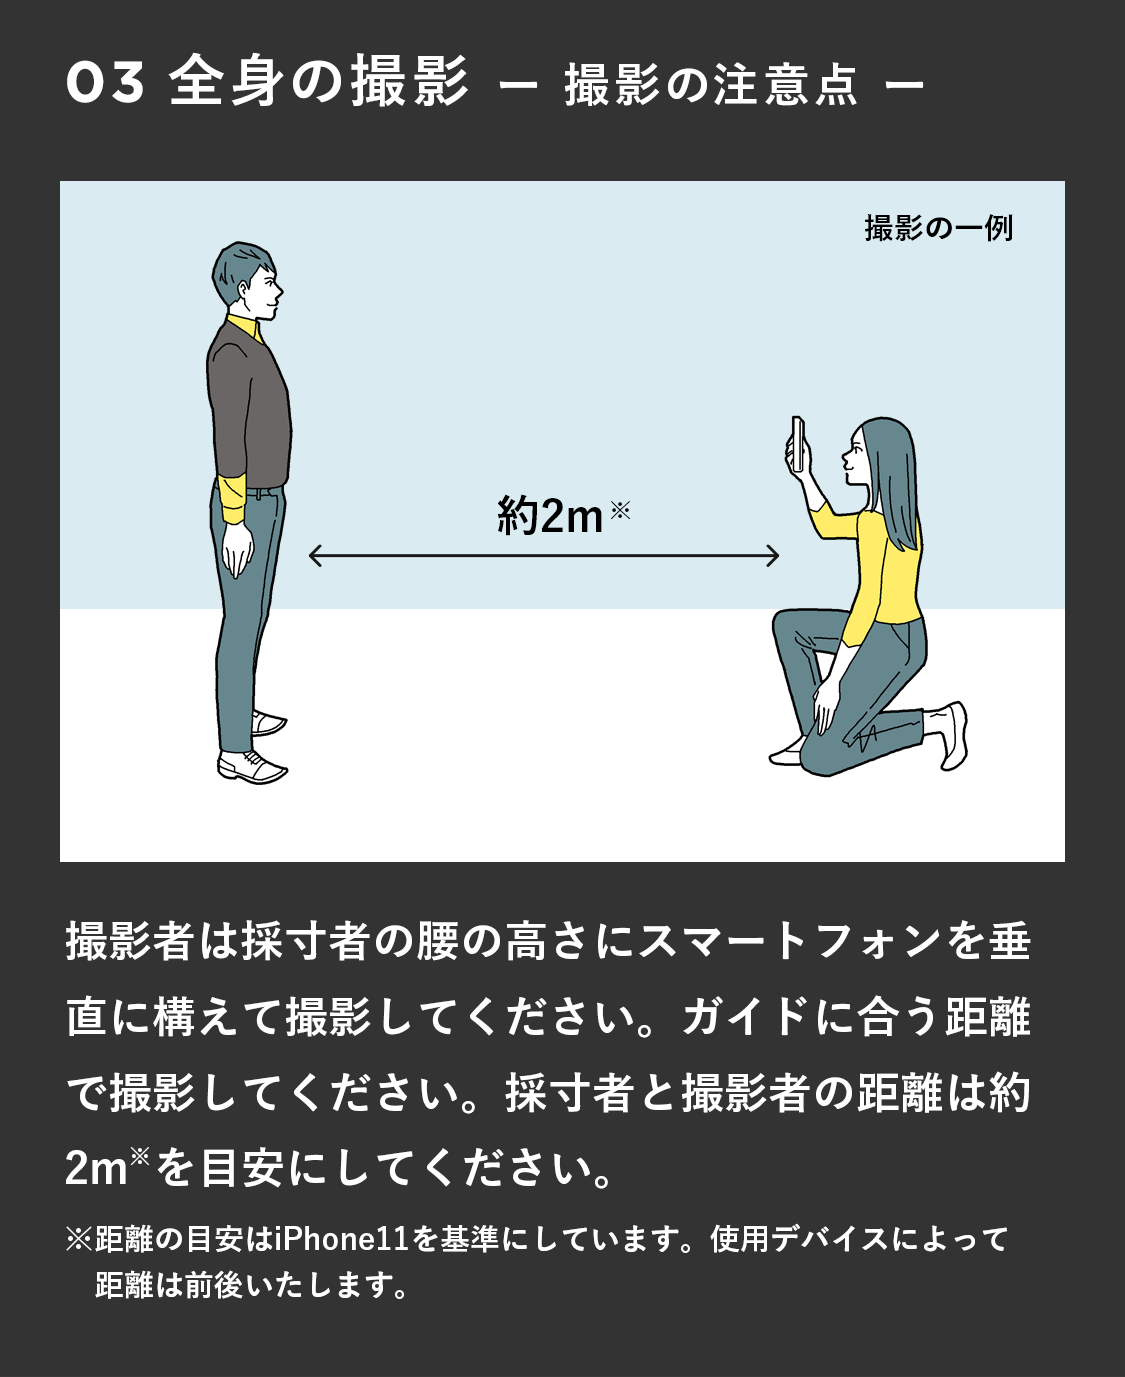 03 全身の撮影 ー 撮影の注意点 ー
撮影の一例
約2m※
撮影者は採寸者の腰の高さにスマートフォンを垂
直に構えて撮影してください。ガイドに合う距離
で撮影してください。採寸者と撮影者の距離は約
2m※を目安にしてください。
※距離の目安はiPhone11を基準にしています。使用デバイスによって
距離は前後いたします。